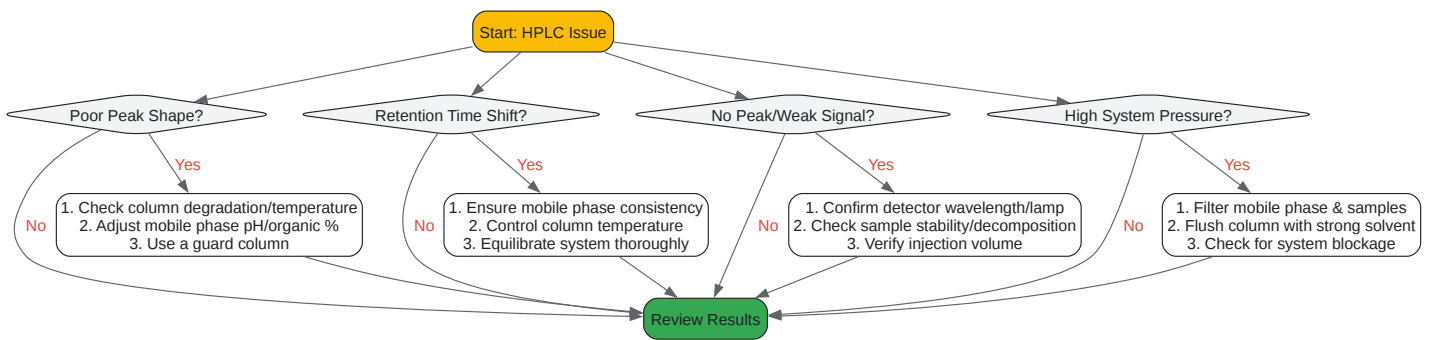 Start: HPLC Issue
Poor Peak Shape?
Retention Time Shift?
No Peak/Weak Signal?
High System Pressure?
Yes
Yes
Yes
Yes
No
1. Check column degradation/temperature
2. Adjust mobile phase pH/organic %
3. Use a guard column
No
1. Ensure mobile phase consistency
2. Control column temperature
3. Equilibrate system thoroughly
No
1. Confirm detector wavelength/lamp
2. Check sample stability/decomposition
3. Verify injection volume
No
1. Filter mobile phase & samples
2. Flush column with strong solvent
3. Check for system blockage
Review Results